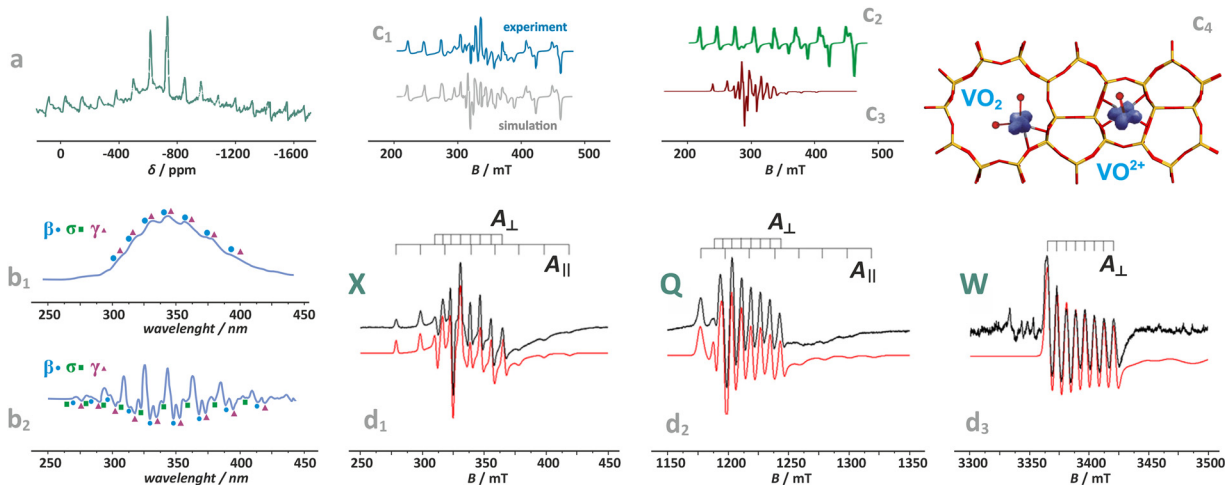 a
0
-400
-800
-1200
-1600
δ / ppm
c1
experiment
simulation
200
300
400
500
B / mT
c2
c3
200
300
400
500
B / mT
c4
VO2
VO2+
β σ γ
b1
250
300
350
400
450
wavelenght / nm
β σ γ
b2
50
250
300
350
400
450
wavelenght / nm
X
A⊥
A||
d1
250
300
350
400
450
B / mT
Q
A⊥
A||
d2
1150
1200
1250
1300
1350
B / mT
W
A⊥
d3
3300
3350
3400
3450
3500
B / mT